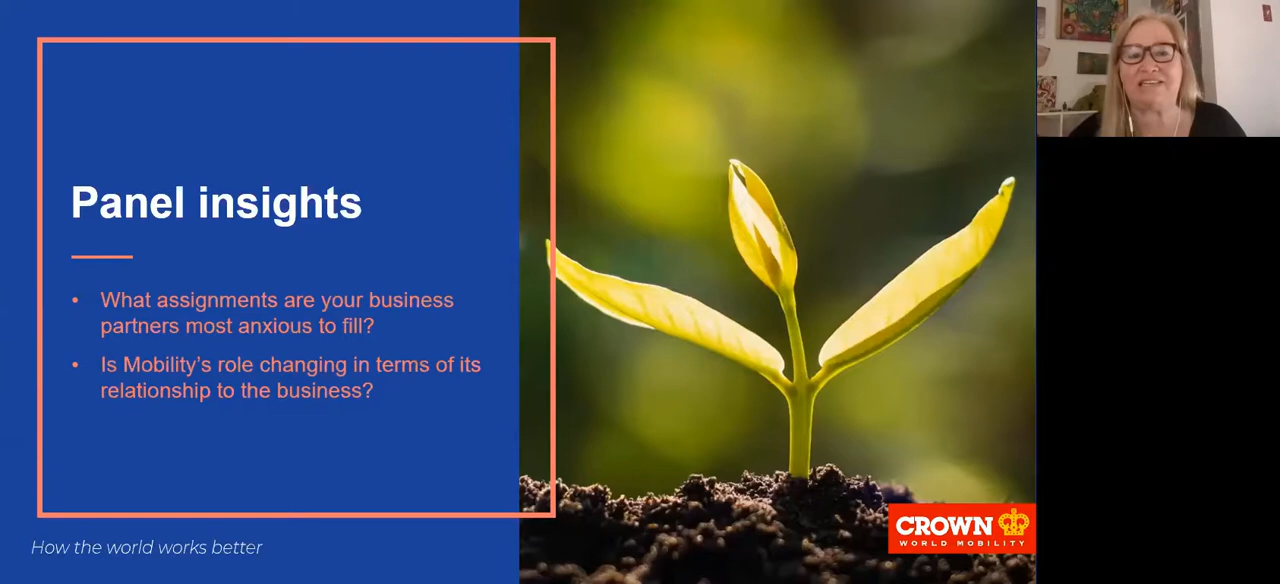 Panel insights
• What assignments are your business
partners most anxious to fill?
• Is Mobility's role changing in terms of its
relationship to the business?
How the world works better
CROWN
WORLD MOBILITY